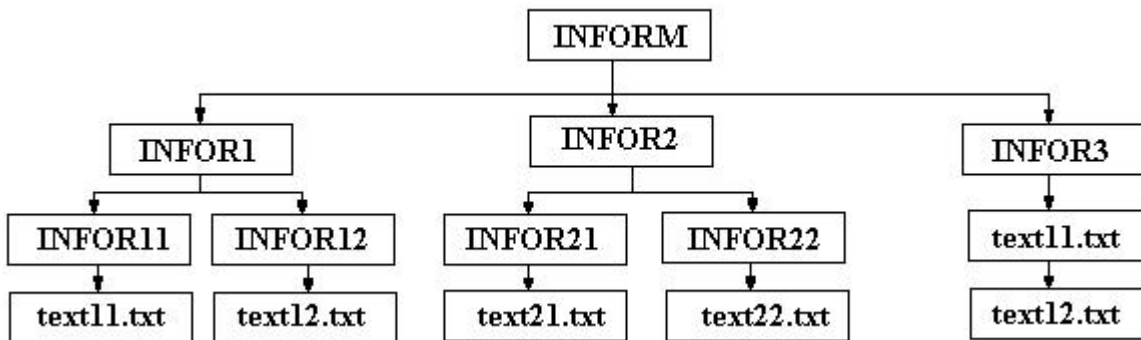 INFORM
INFOR1
INFOR2
INFOR3
INFOR11
INFOR12
INFOR21
INFOR22
text11.txt
text11.txt
text12.txt
text21.txt
text22.txt
text12.txt